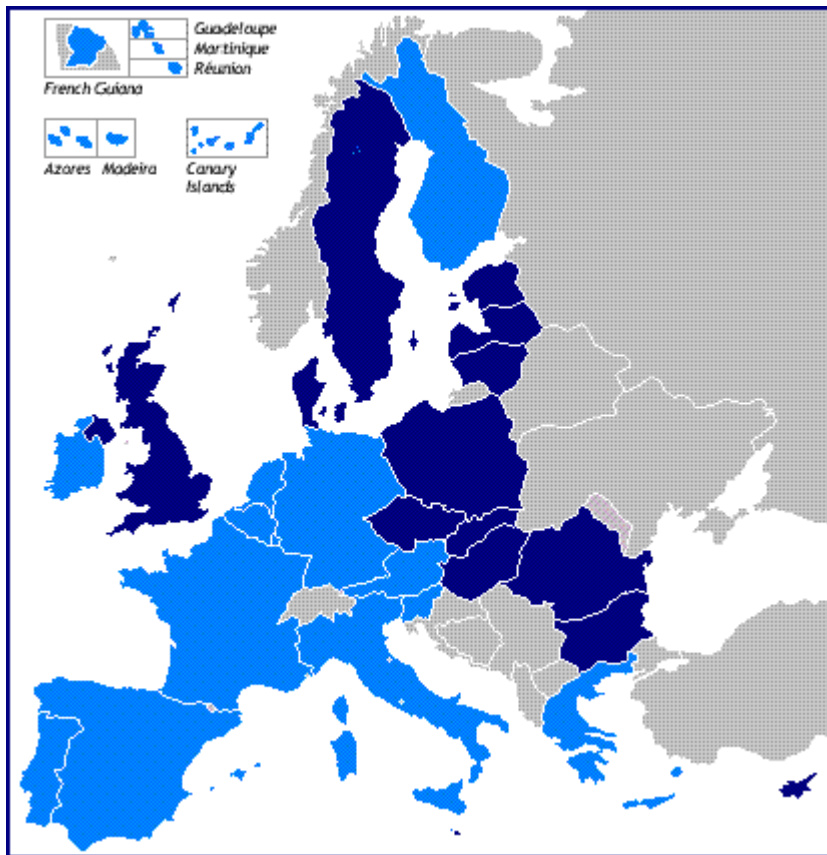 Guadeloupe
Martinique
Réunion
French Guiana
Azores Madeira Canary
Islands